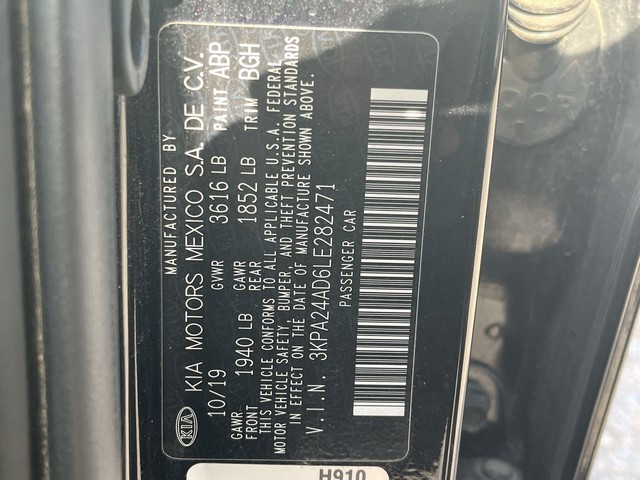 MANUFACTURED BY
KIA KIA MOTORS MEXICO S.A. DE C.V.
10/19 GVWR 3616 LB PAINT ABP
GAWR FRONT 1940 LB GAWR REAR 1852 LB TRIM BGH
THIS VEHICLE CONFORMS TO ALL APPLICABLE U.S.A. FEDERAL
MOTOR VEHICLE SAFETY, BUMPER, AND THEFT PREVENTION STANDARDS
IN EFFECT ON THE DATE OF MANUFACTURE SHOWN ABOVE.
V.I.N. 3KPA24AD6LE282471
PASSENGER CAR
H910